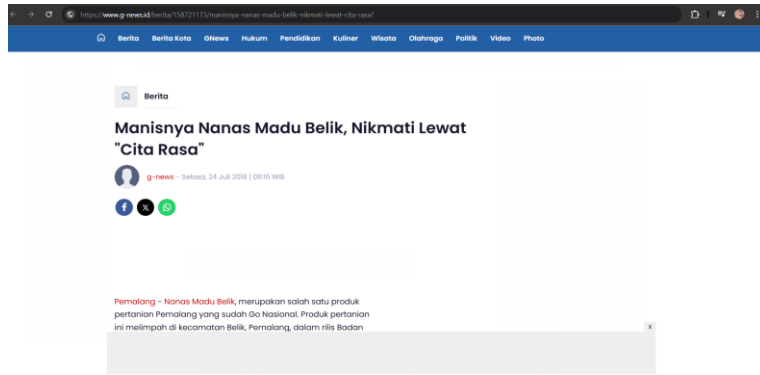 https://www.g-news.id/berita/158721173/manisnya-nanas-madu-belik-nikmati-lewat-cita-rasa?
Berita Berita Kota GNews Hukum Pendidikan Kuliner Wisata Olahraga Politik Video Photo
Berita
Manisnya Nanas Madu Belik, Nikmati Lewat
"Cita Rasa"
g-news - Selasa, 24 Juli 2018 | 08:16 WIB
Pemalang - Nanas Madu Belik, merupakan salah satu produk
pertanian Pemalang yang sudah Go Nasional. Produk pertanian
ini melimpah di kecamatan Belik, Pemalang, dalam rilis Badan
x